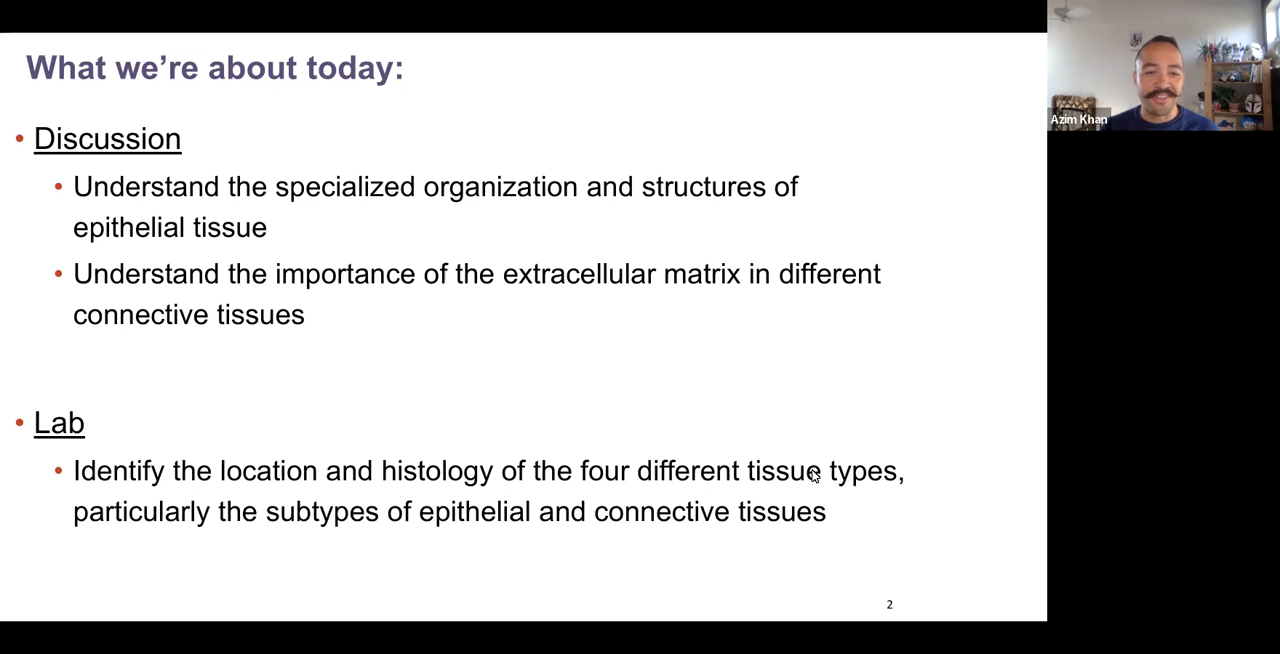 What we're about today:
• Discussion
• Understand the specialized organization and structures of
epithelial tissue
• Understand the importance of the extracellular matrix in different
connective tissues
• Lab
• Identify the location and histology of the four different tissue types,
particularly the subtypes of epithelial and connective tissues
2
Azim Khan